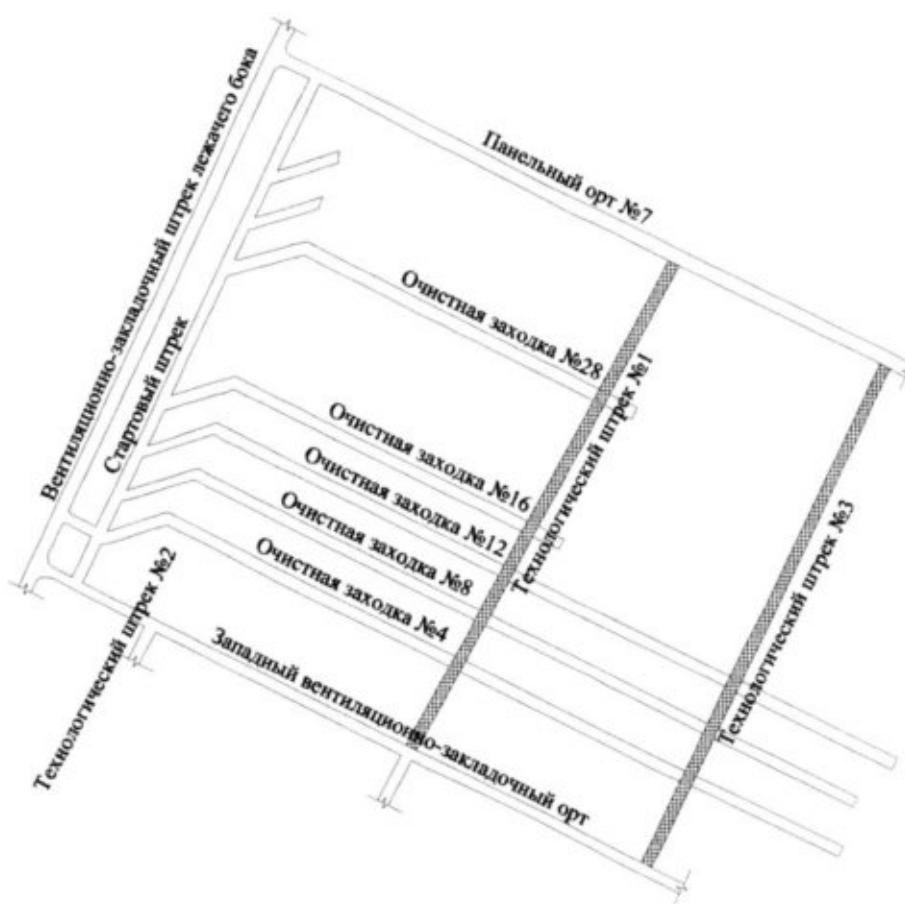 Вентиляционно-закладочный штрек лежачего бока
Панельный орт №7
Стартовый штрек
Очистная заходка №28
Технологический штрек №1
Очистная заходка №16
Очистная заходка №12
Очистная заходка №8
Очистная заходка №4
Технологический штрек №3
Технологический штрек №2
Западный вентиляционно-закладочный орт